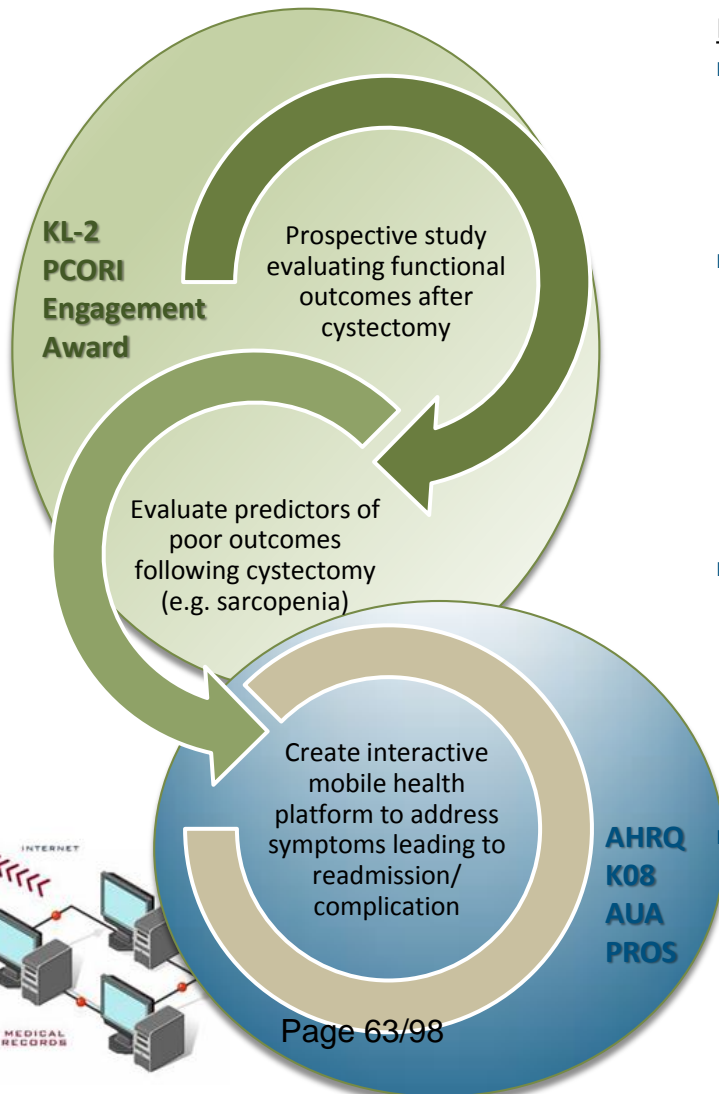 KL-2
PCORI
Engagement
Award
Prospective study
evaluating functional
outcomes after
cystectomy
Evaluate predictors of
poor outcomes
following cystectomy
(e.g. sarcopenia)
Create interactive
mobile health
platform to address
symptoms leading to
readmission/
complication
AHRQ
K08
AUA
PROS
INTERNET
MEDICAL
RECORDS
Page 63/98